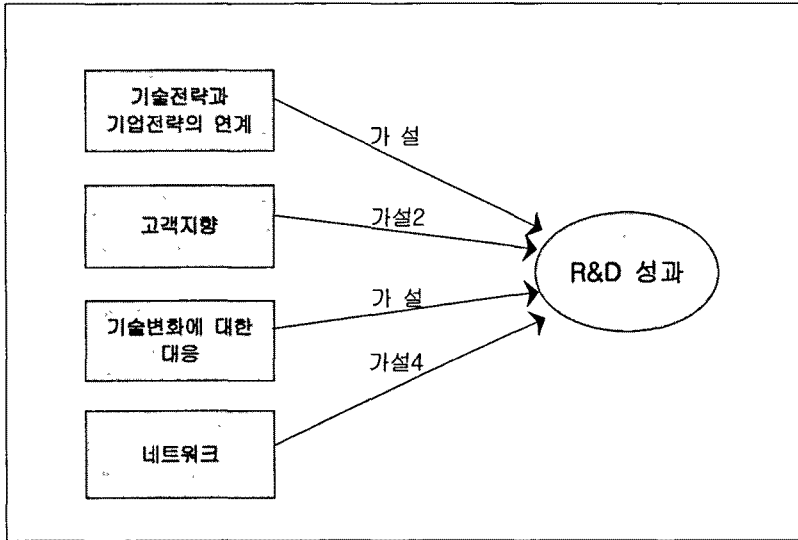 기술전략과
기업전략의 연계
가 설
고객지향
가설2
R&D 성과
가 설
기술변화에 대한
대응
가설4
네트워크